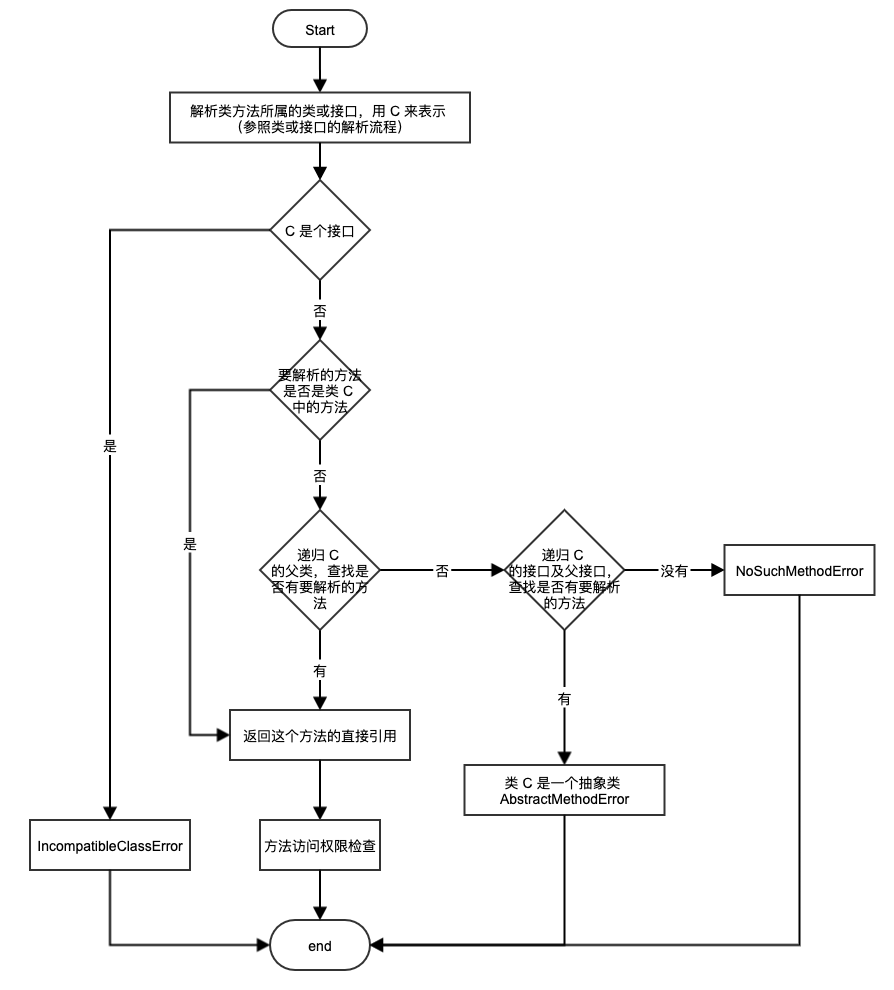 Start
解析类方法所属的类或接口，用 C 来表示
（参照类或接口的解析流程）
C 是个接口
否
要解析的方法
是否是类 C
中的方法
是
否
是
递归 C
的父类，查找是
否有要解析的方
法
否
递归 C
的接口及父接口，
查找是否有要解析
的方法
没有
NoSuchMethodError
有
有
返回这个方法的直接引用
类 C 是一个抽象类
AbstractMethodError
IncompatibleClassError
方法访问权限检查
end